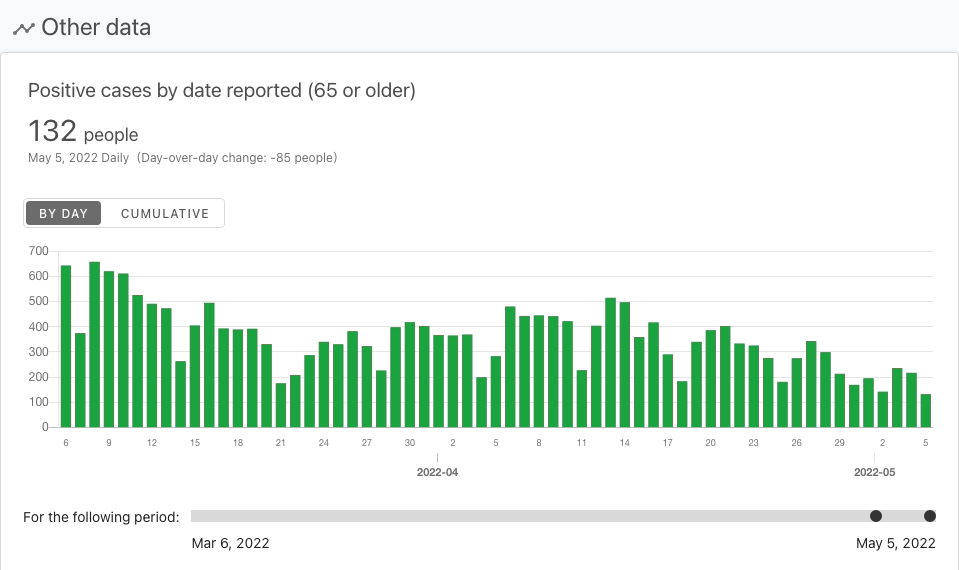 Other data
Positive cases by date reported (65 or older)
132 people
May 5, 2022 Daily (Day-over-day change: -85 people)
BY DAY CUMULATIVE
700
600
500
400
300
200
100
0
6 9 12 15 18 21 24 27 30 2 5 8 11 14 17 20 23 26 29 2 5
2022-04 2022-05
For the following period:
Mar 6, 2022 May 5, 2022